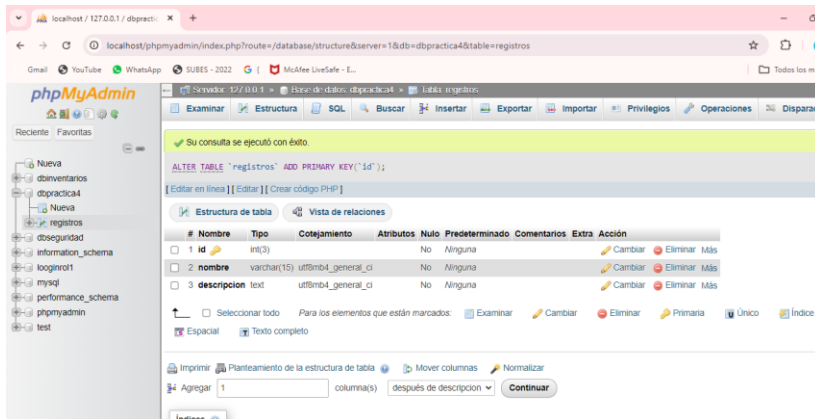 localhost / 127.0.0.1 / dbpractic
localhost/phpmyadmin/index.php?route=/database/structure&server=1&db=dbpractica4&table=registros
Gmail YouTube WhatsApp SUBES - 2022 McAfee LiveSafe - E... Todos los m
phpMyAdmin
Reciente Favoritas
Nueva
dbinventarios
dbpractica4
Nueva
registros
dbseguridad
information_schema
looginrol1
mysql
performance_schema
phpmyadmin
test
Servidor: 127.0.0.1 » Base de datos: dbpractica4 » Tabla: registros
Examinar Estructura SQL Buscar Insertar Exportar Importar Privilegios Operaciones Disparad
Su consulta se ejecutó con éxito.
ALTER TABLE `registros` ADD PRIMARY KEY(`id`);
[ Editar en línea ] [ Editar ] [ Crear código PHP ]
Estructura de tabla Vista de relaciones
# Nombre Tipo Cotejamiento Atributos Nulo Predeterminado Comentarios Extra Acción
1 id int(3) No Ninguna Cambiar Eliminar Más
2 nombre varchar(15) utf8mb4_general_ci No Ninguna Cambiar Eliminar Más
3 descripcion text utf8mb4_general_ci No Ninguna Cambiar Eliminar Más
Seleccionar todo Para los elementos que están marcados: Examinar Cambiar Eliminar Primaria Único Índice
Espacial Texto completo
Imprimir Planteamiento de la estructura de tabla Mover columnas Normalizar
Agregar 1 columna(s) después de descripcion Continuar
Índices